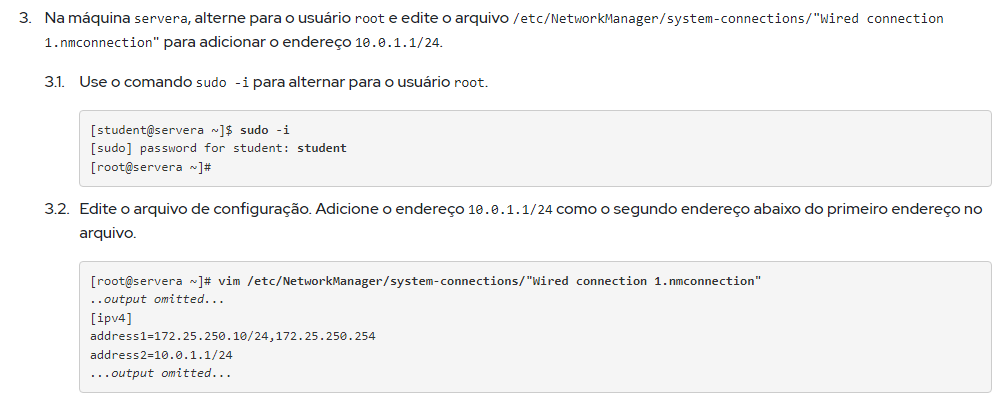 3. Na máquina servera, alterne para o usuário root e edite o arquivo /etc/NetworkManager/system-connections/"Wired connection
1.nmconnection" para adicionar o endereço 10.0.1.1/24.
3.1. Use o comando sudo -i para alternar para o usuário root.
[student@servera ~]$ sudo -i
[sudo] password for student: student
[root@servera ~]#
3.2. Edite o arquivo de configuração. Adicione o endereço 10.0.1.1/24 como o segundo endereço abaixo do primeiro endereço no
arquivo.
[root@servera ~]# vim /etc/NetworkManager/system-connections/"Wired connection 1.nmconnection"
..output omitted...
[ipv4]
address1=172.25.250.10/24,172.25.250.254
address2=10.0.1.1/24
...output omitted...